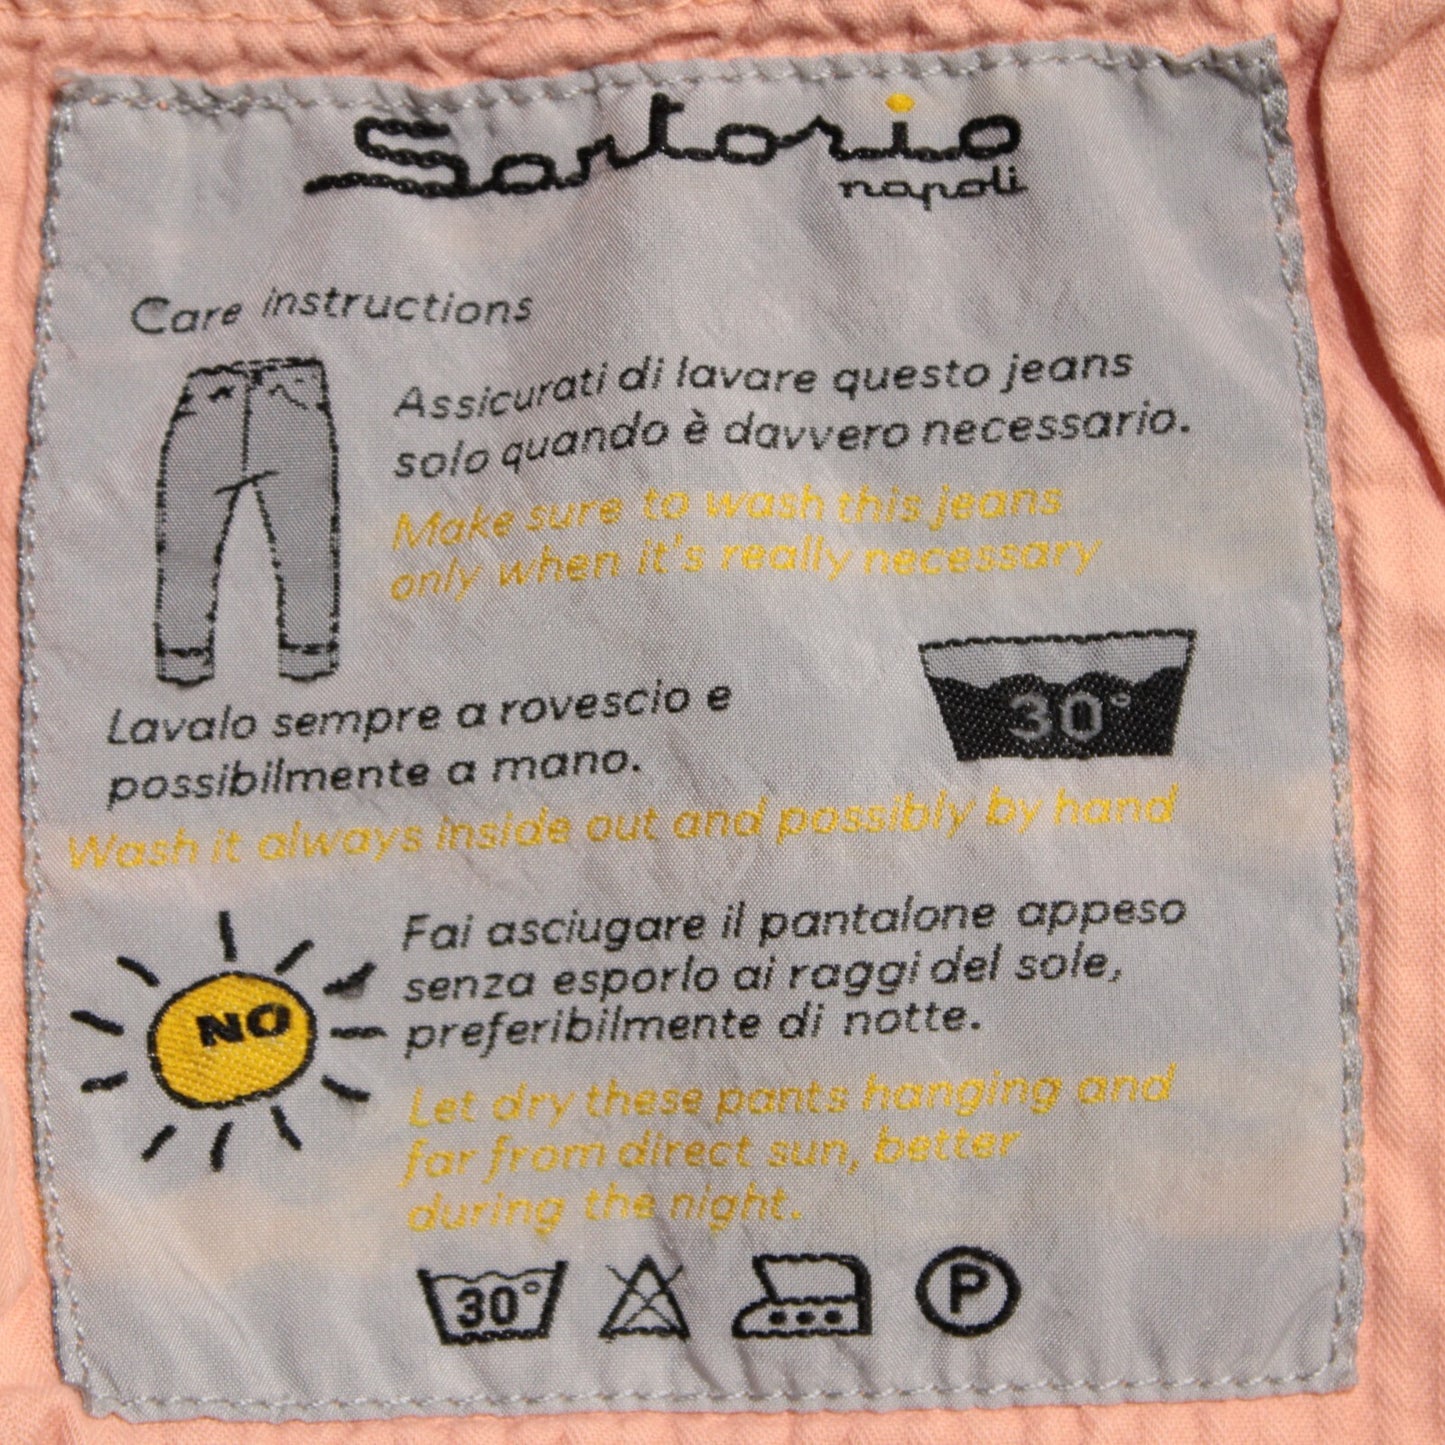 Sartorio
napoli
Care instructions
Assicurati di lavare questo jeans
solo quando è davvero necessario.
Make sure to wash this jeans
only when it's really necessary
30°
Lavalo sempre a rovescio e
possibilmente a mano.
Wash it always inside out and possibly by hand
NO
Fai asciugare il pantalone appeso
senza esporlo ai raggi del sole,
preferibilmente di notte.
Let dry these pants hanging and
far from direct sun, better
during the night.
30° P